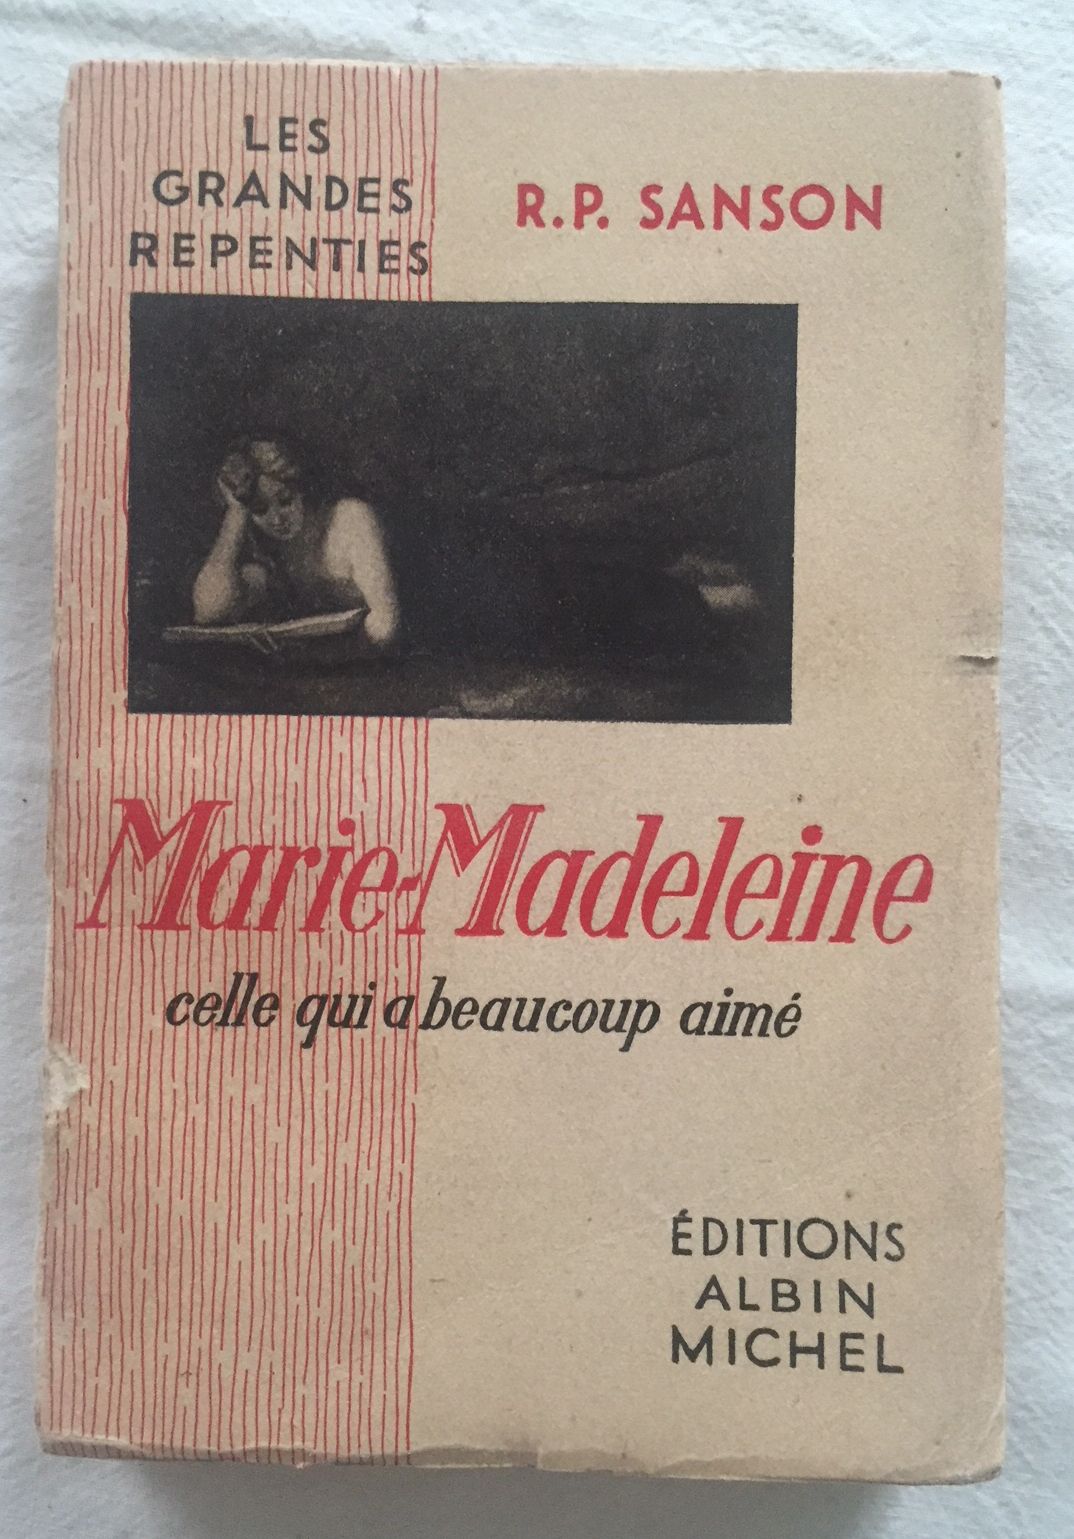 LES
GRANDES
REPENTIES
R.P. SANSON
Marie-Madeleine
celle qui a beaucoup aimé
ÉDITIONS
ALBIN
MICHEL